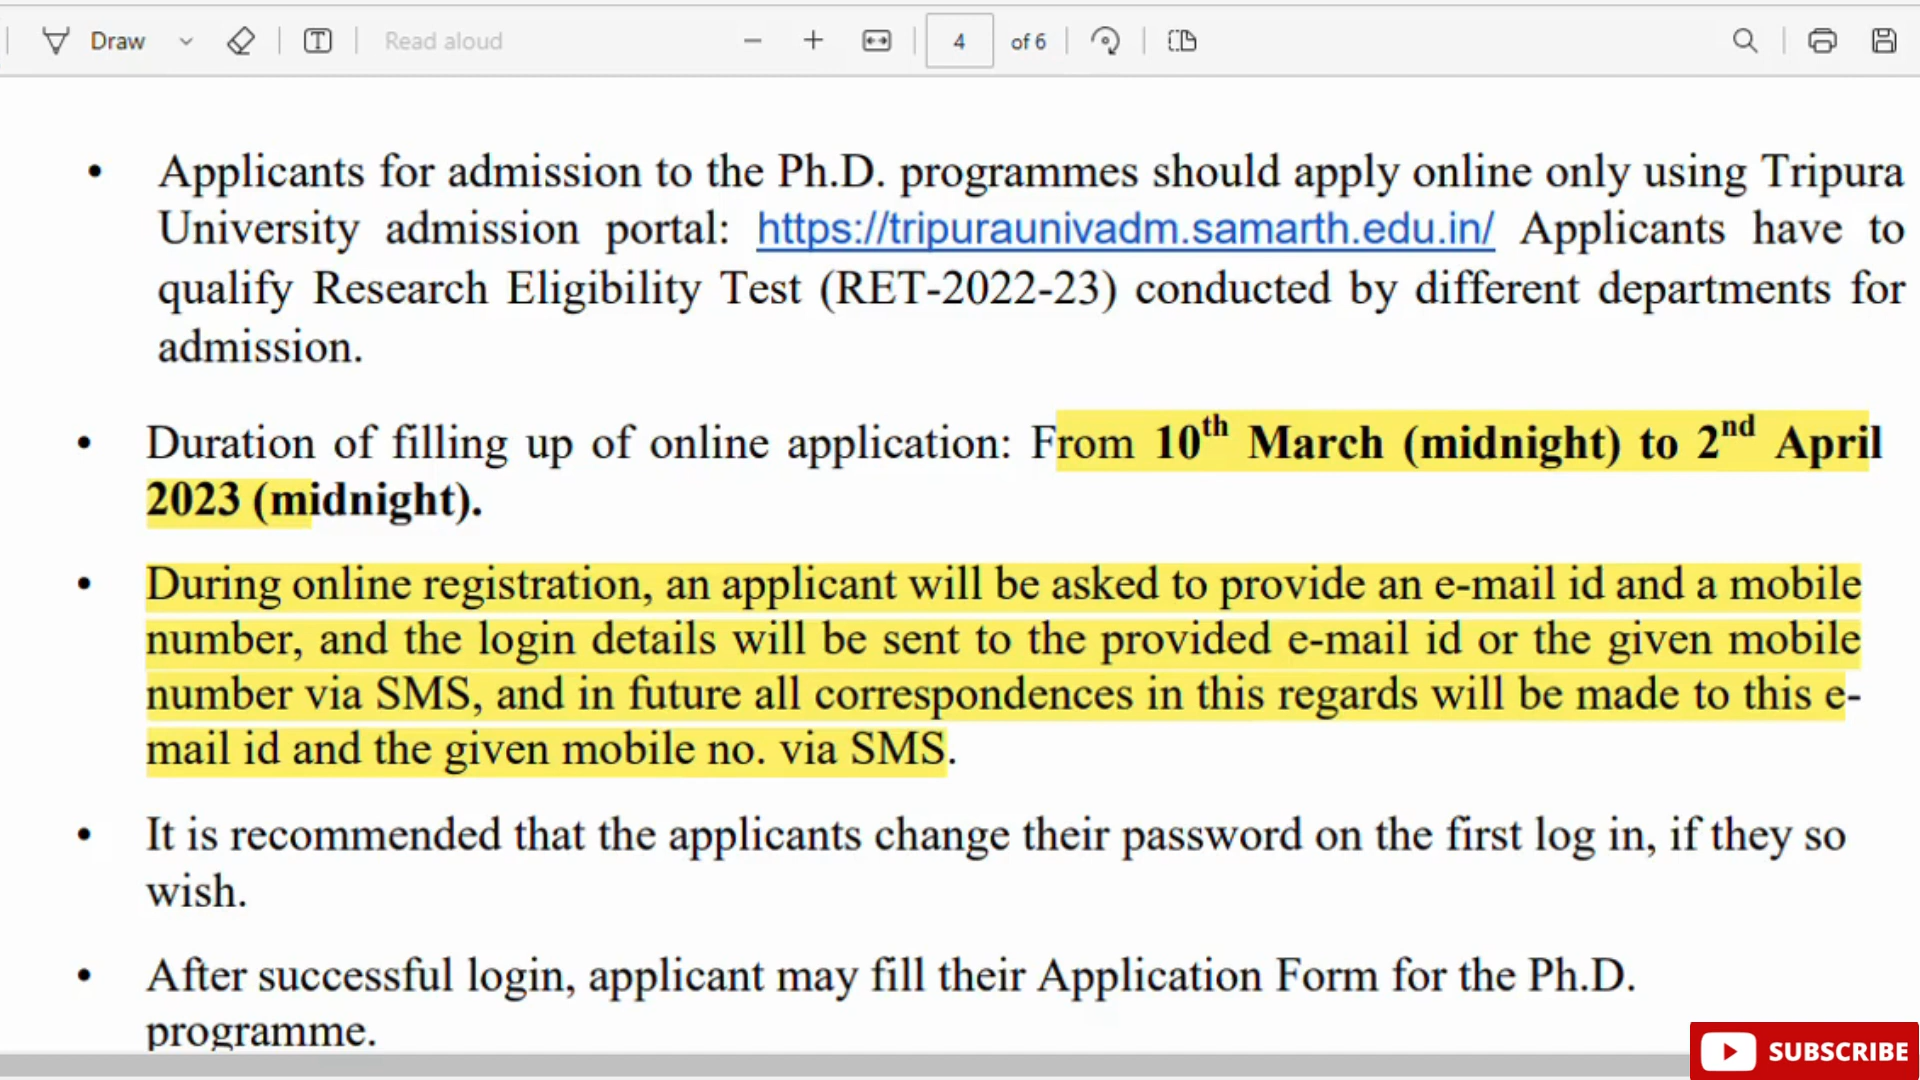 Draw
Read aloud
4 of 6
• Applicants for admission to the Ph.D. programmes should apply online only using Tripura
University admission portal: https://tripuraunivadm.samarth.edu.in/ Applicants have to
qualify Research Eligibility Test (RET-2022-23) conducted by different departments for
admission.
• Duration of filling up of online application: From 10th March (midnight) to 2nd April
2023 (midnight).
• During online registration, an applicant will be asked to provide an e-mail id and a mobile
number, and the login details will be sent to the provided e-mail id or the given mobile
number via SMS, and in future all correspondences in this regards will be made to this e-
mail id and the given mobile no. via SMS.
• It is recommended that the applicants change their password on the first log in, if they so
wish.
• After successful login, applicant may fill their Application Form for the Ph.D.
programme.
SUBSCRIBE